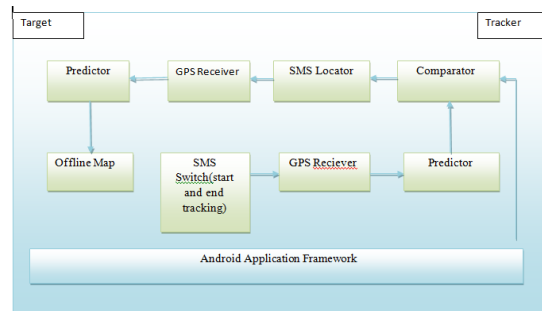 Target
Tracker
Predictor
GPS Receiver
SMS Locator
Comparator
Offline Map
SMS
Switch(start
and end
tracking)
GPS Reciever
Predictor
Android Application Framework